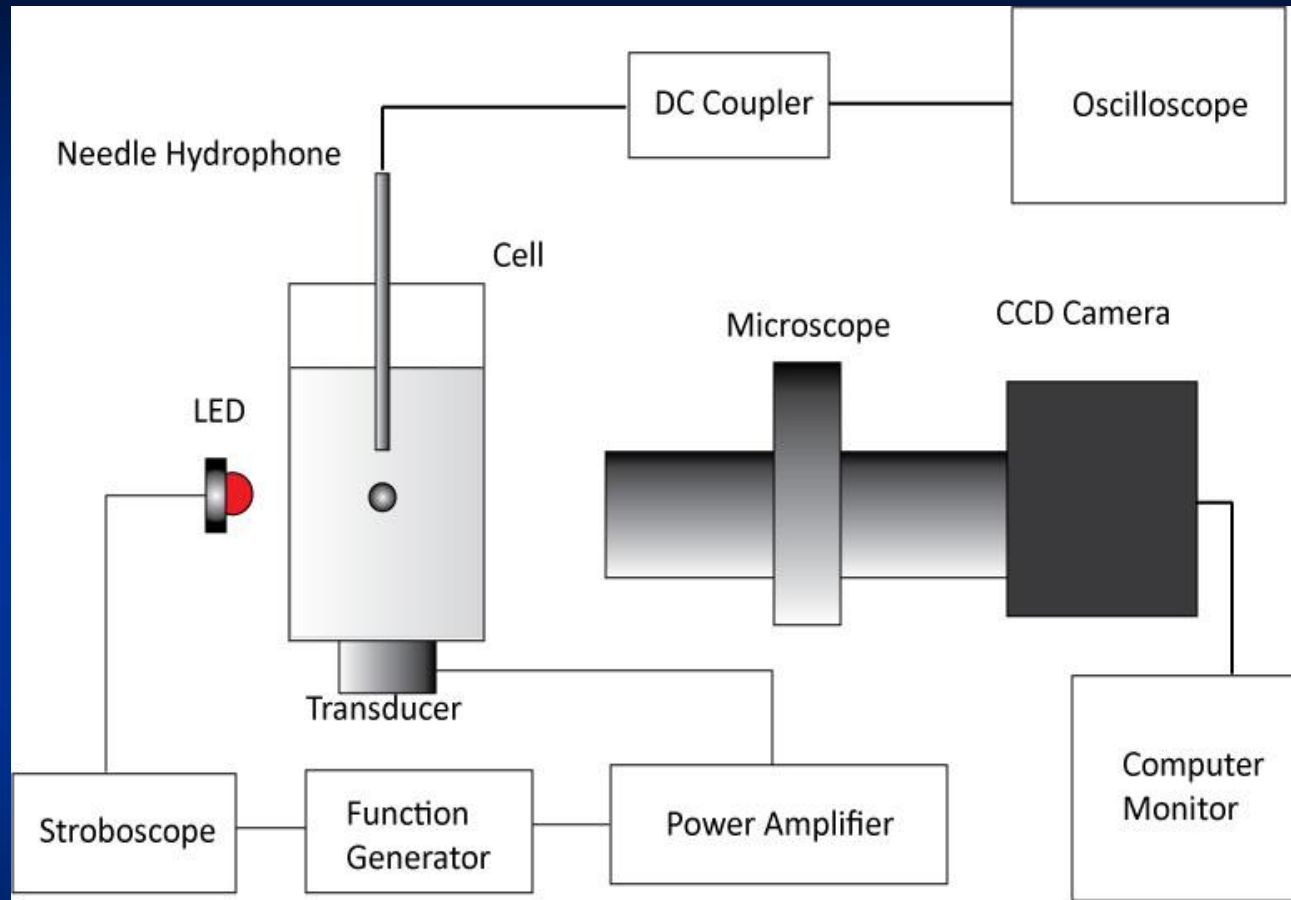 DC Coupler
Oscilloscope
Needle Hydrophone
Cell
Microscope
CCD Camera
LED
Transducer
Stroboscope
Function
Generator
Power Amplifier
Computer
Monitor